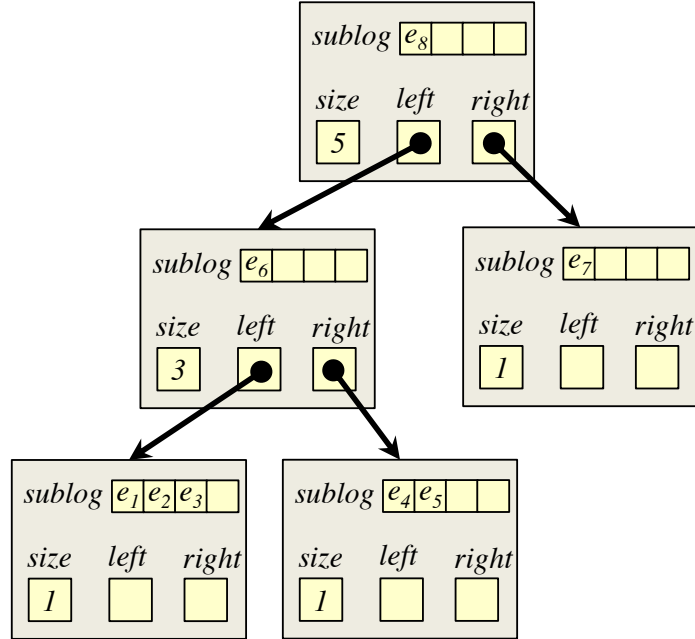 sublog e₈
size left right
5
sublog e₆
sublog e₇
size left right
3
size left right
1
sublog e₁ e₂ e₃
sublog e₄ e₅
size left right
1
size left right
1